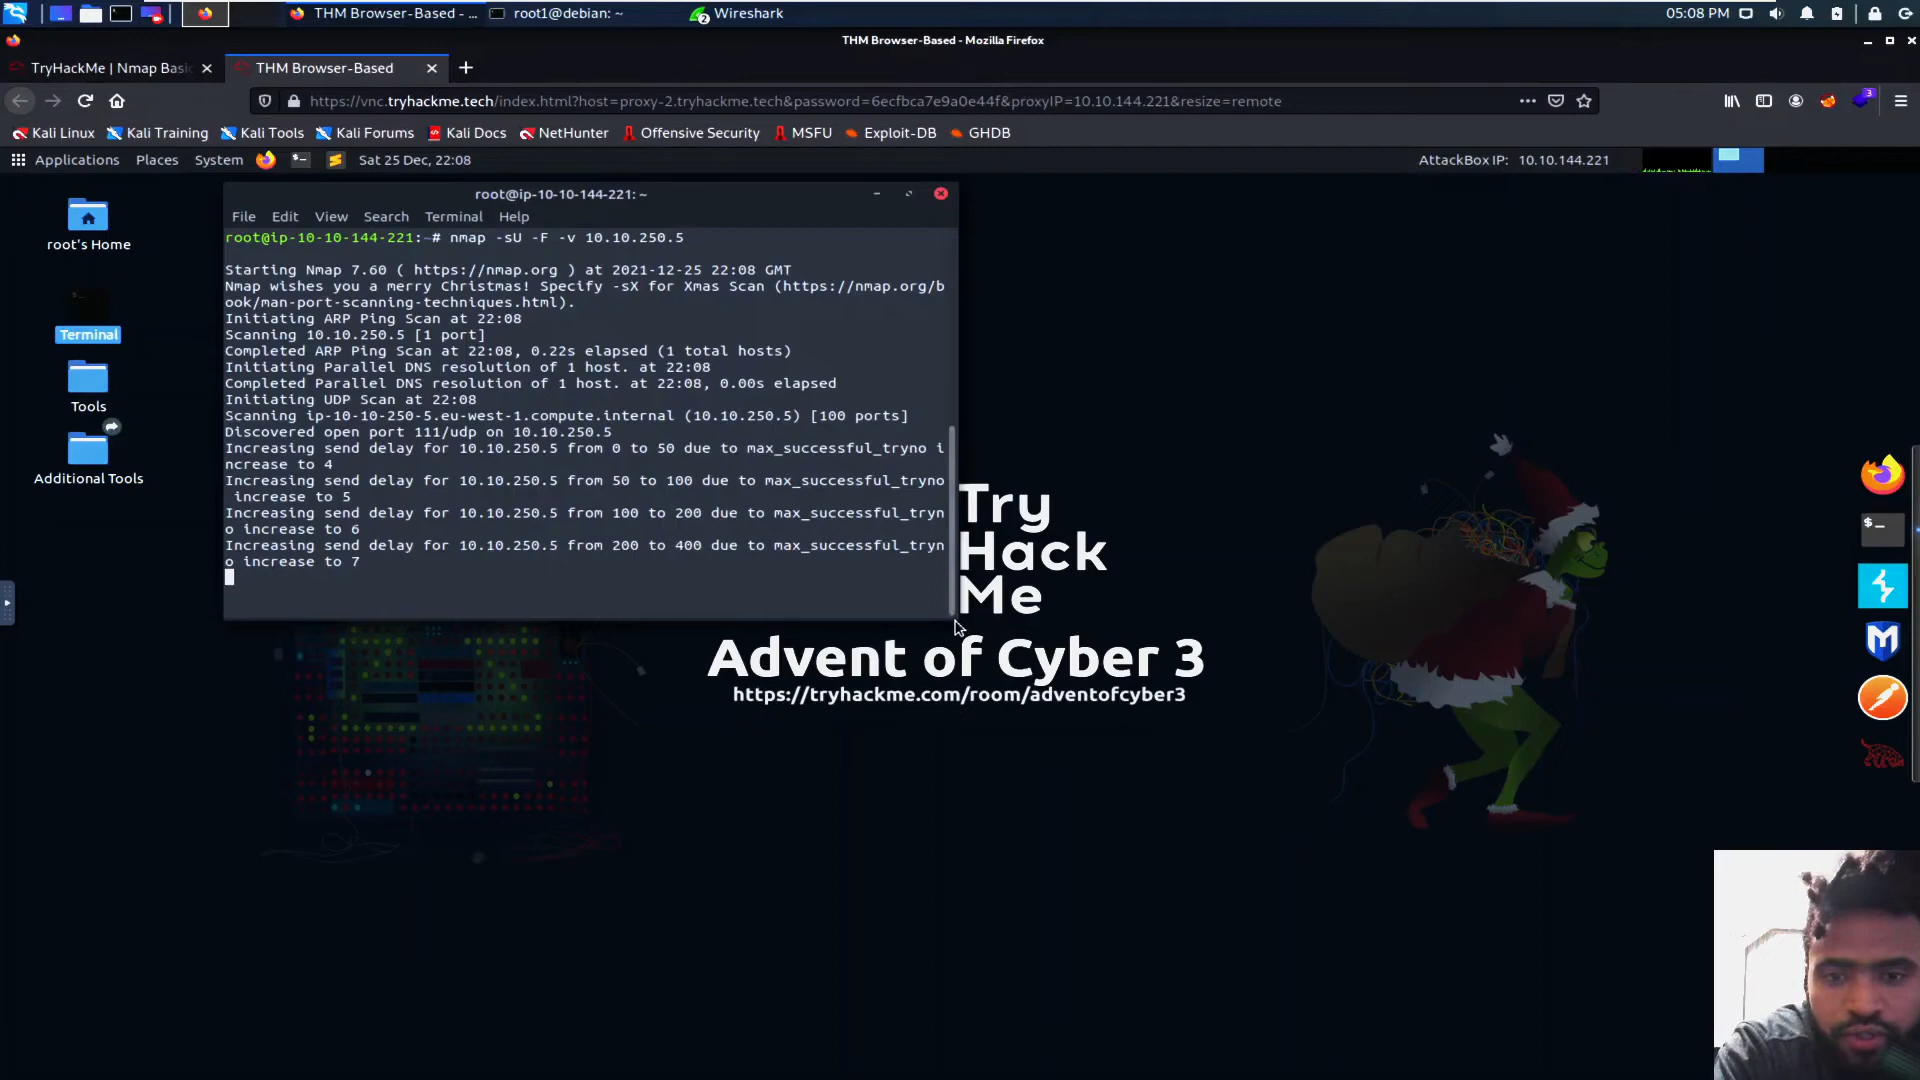 THM Browser-Based - ...
root1@debian: ~
2
Wireshark
05:08 PM
THM Browser-Based - Mozilla Firefox
TryHackMe | Nmap Basic
THM Browser-Based
https://vnc.tryhackme.tech/index.html?host=proxy-2.tryhackme.tech&password=6ecfbca7e9a0e44f&proxyIP=10.10.144.221&resize=remote
3
Kali Linux
Kali Training
Kali Tools
Kali Forums
Kali Docs
NetHunter
Offensive Security
MSFU
Exploit-DB
GHDB
Applications
Places
System
Sat 25 Dec, 22:08
AttackBox IP: 10.10.144.221
root's Home
Terminal
Tools
Additional Tools
root@ip-10-10-144-221: ~
File Edit View Search Terminal Help
root@ip-10-10-144-221:~# nmap -sU -F -v 10.10.250.5
Starting Nmap 7.60 ( https://nmap.org ) at 2021-12-25 22:08 GMT
Nmap wishes you a merry Christmas! Specify -sX for Xmas Scan (https://nmap.org/b
ook/man-port-scanning-techniques.html).
Initiating ARP Ping Scan at 22:08
Scanning 10.10.250.5 [1 port]
Completed ARP Ping Scan at 22:08, 0.22s elapsed (1 total hosts)
Initiating Parallel DNS resolution of 1 host. at 22:08
Completed Parallel DNS resolution of 1 host. at 22:08, 0.00s elapsed
Initiating UDP Scan at 22:08
Scanning ip-10-10-250-5.eu-west-1.compute.internal (10.10.250.5) [100 ports]
Discovered open port 111/udp on 10.10.250.5
Increasing send delay for 10.10.250.5 from 0 to 50 due to max_successful_tryno i
ncrease to 4
Increasing send delay for 10.10.250.5 from 50 to 100 due to max_successful_tryno
 increase to 5
Increasing send delay for 10.10.250.5 from 100 to 200 due to max_successful_tryn
o increase to 6
Increasing send delay for 10.10.250.5 from 200 to 400 due to max_successful_tryn
o increase to 7
Try
Hack
Me
Advent of Cyber 3
https://tryhackme.com/room/adventofcyber3
$_
M